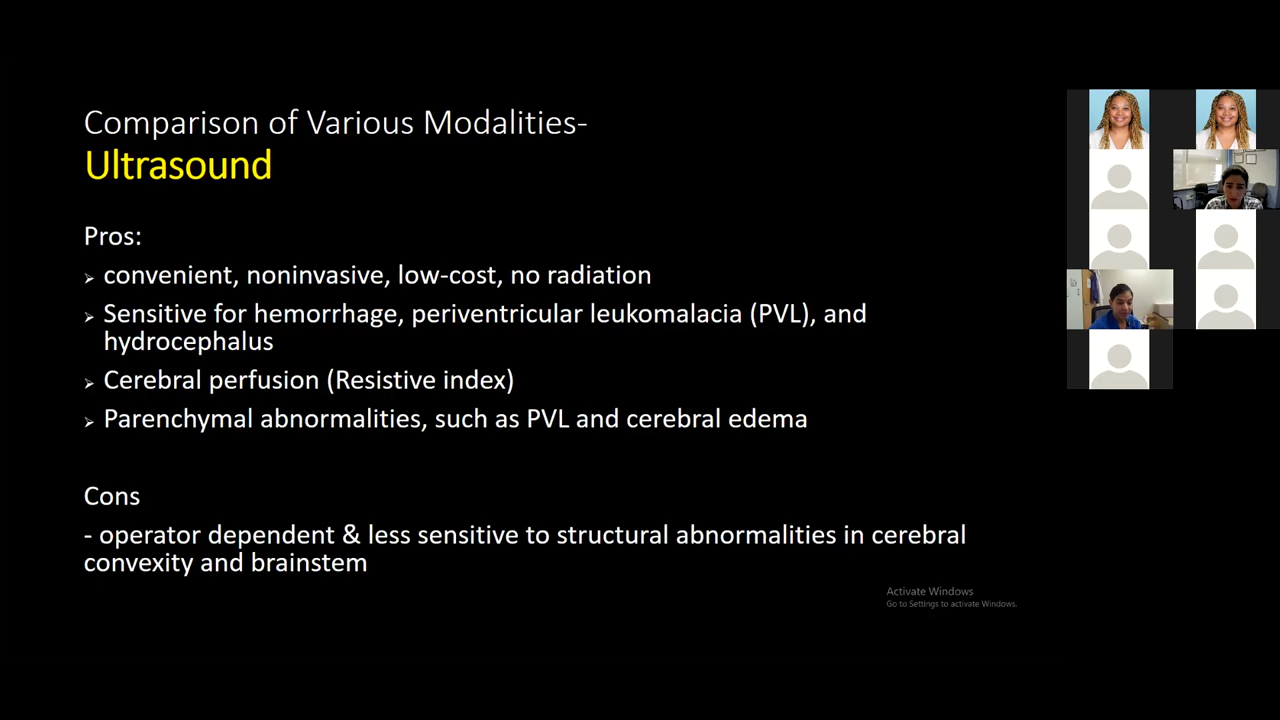 Comparison of Various Modalities-
Ultrasound
Pros:
➢ convenient, noninvasive, low-cost, no radiation
➢ Sensitive for hemorrhage, periventricular leukomalacia (PVL), and
hydrocephalus
➢ Cerebral perfusion (Resistive index)
➢ Parenchymal abnormalities, such as PVL and cerebral edema
Cons
- operator dependent & less sensitive to structural abnormalities in cerebral
convexity and brainstem
Activate Windows
Go to Settings to activate Windows.